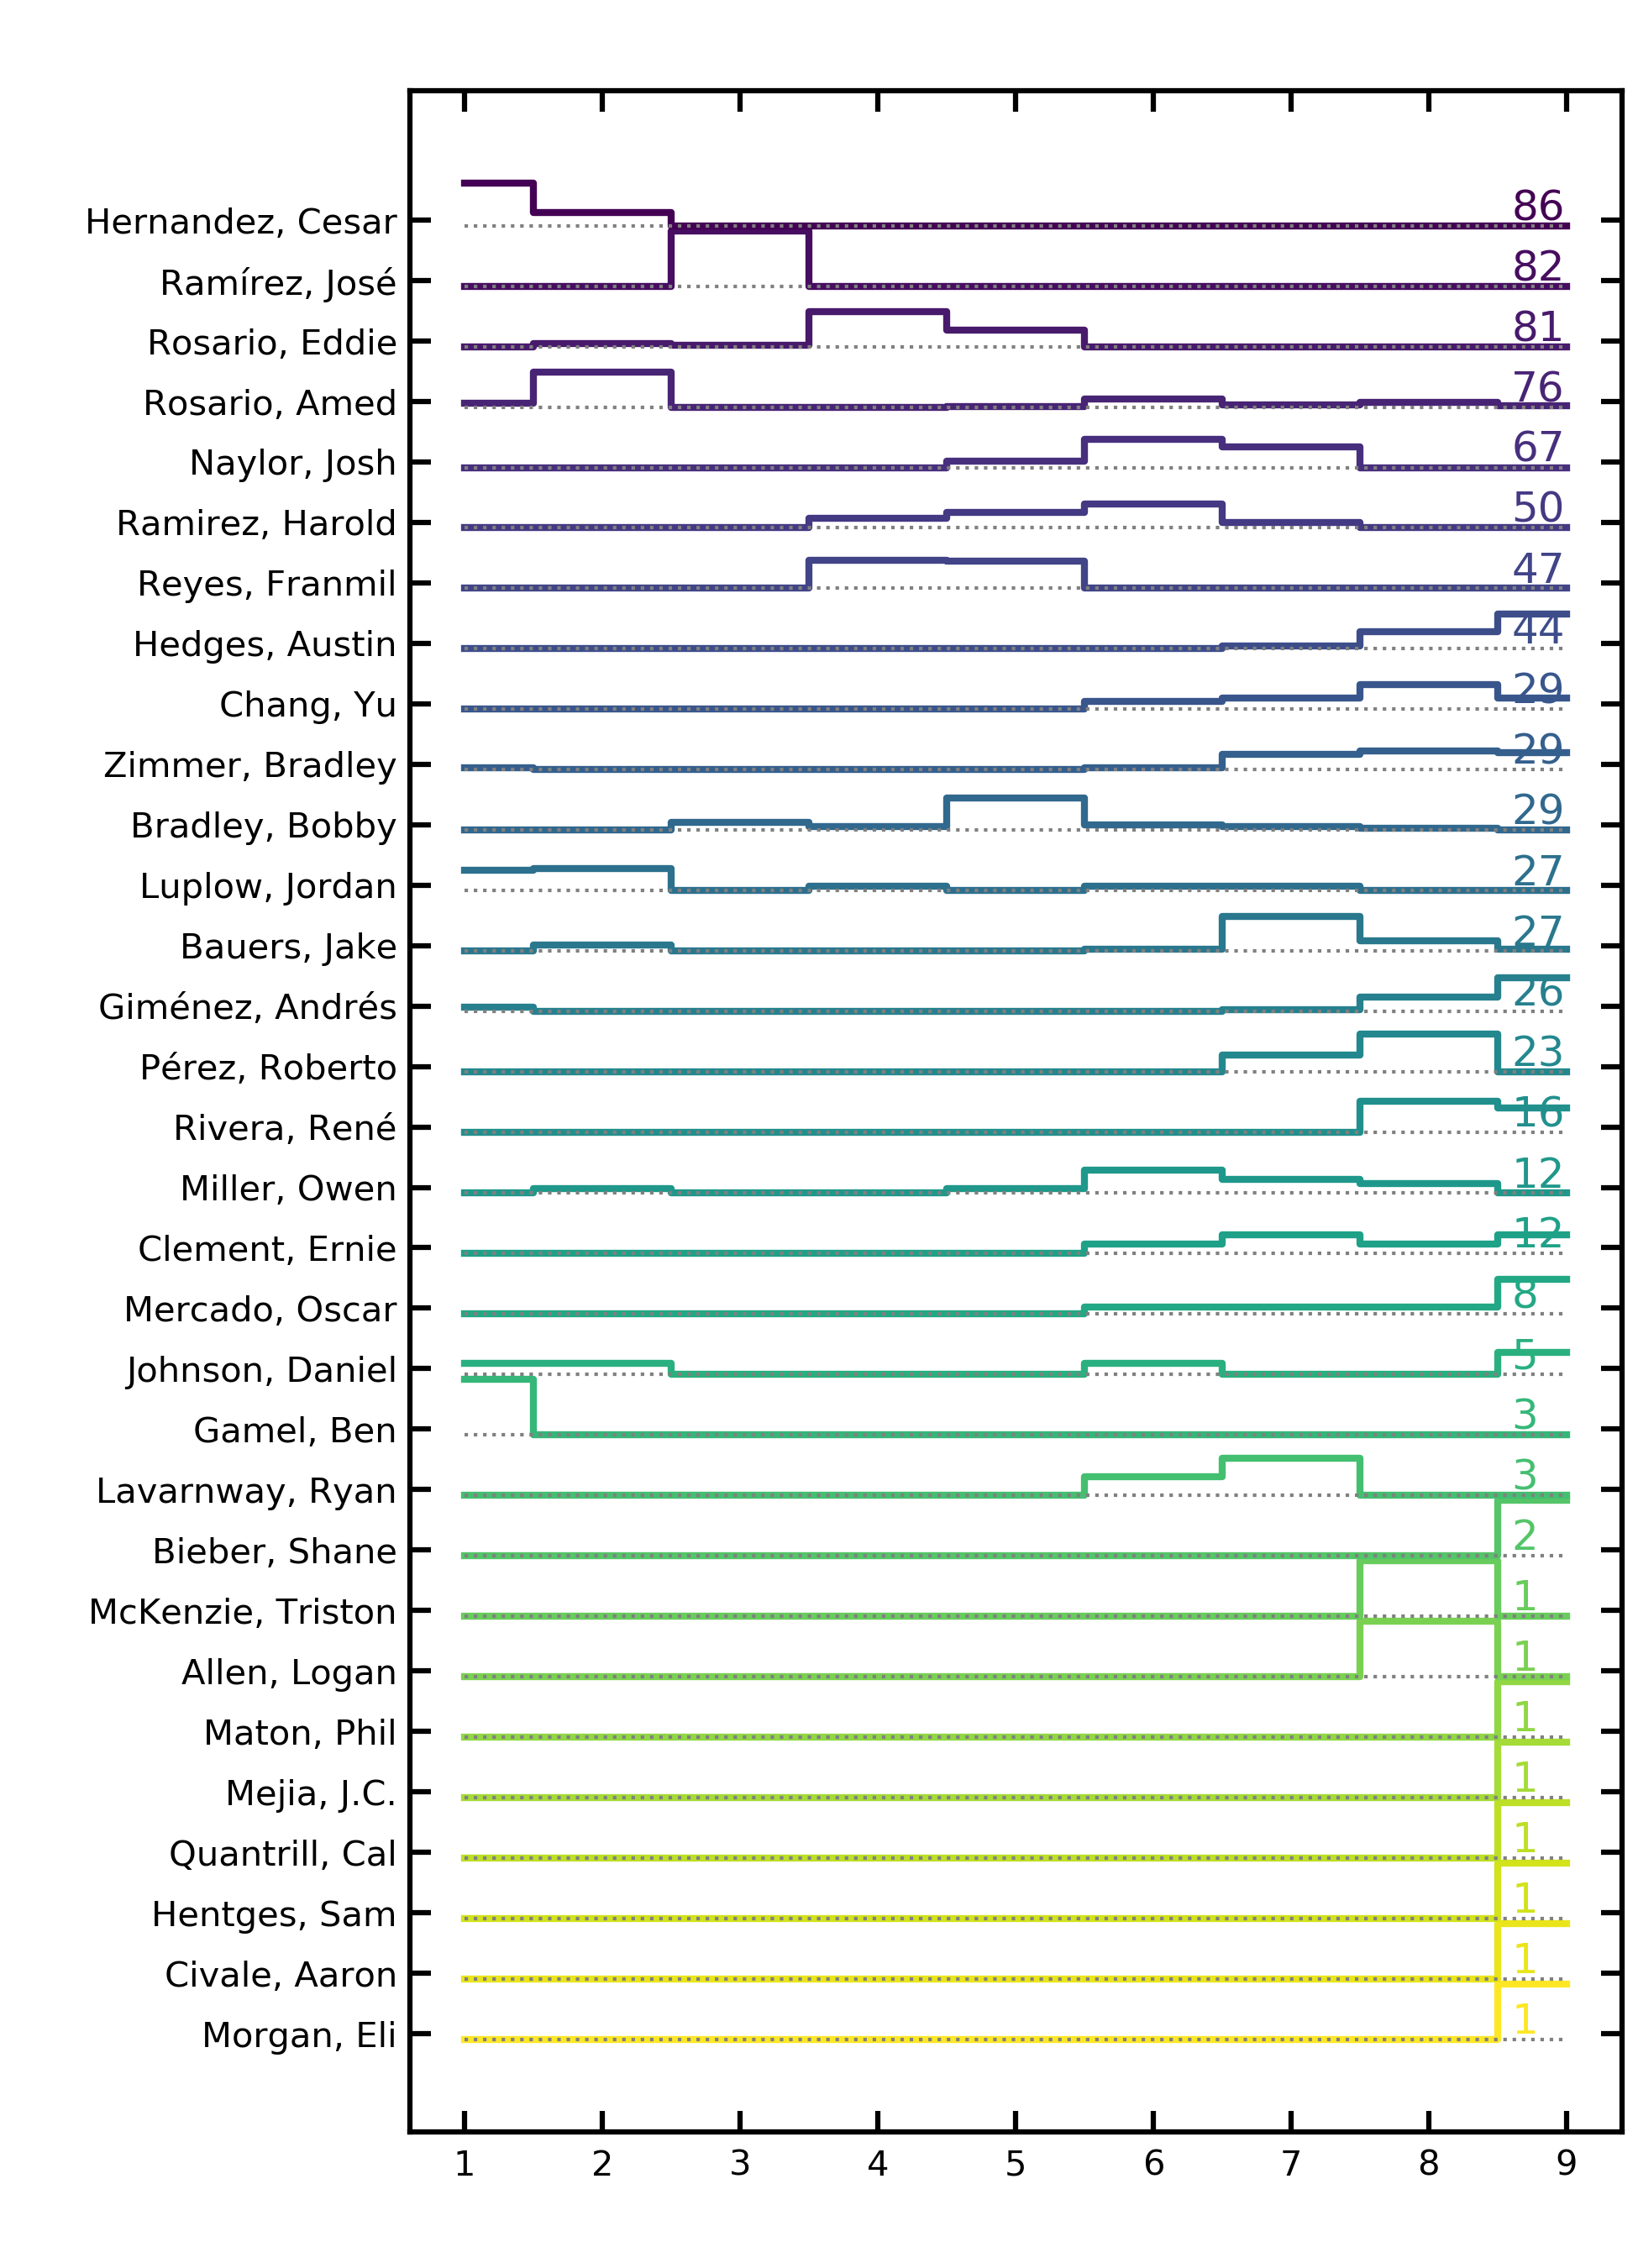 Hernandez, Cesar 86
Ramírez, José 82
Rosario, Eddie 81
Rosario, Amed 76
Naylor, Josh 67
Ramirez, Harold 50
Reyes, Franmil 47
Hedges, Austin 44
Chang, Yu 29
Zimmer, Bradley 29
Bradley, Bobby 29
Luplow, Jordan 27
Bauers, Jake 27
Giménez, Andrés 26
Pérez, Roberto 23
Rivera, René 16
Miller, Owen 12
Clement, Ernie 12
Mercado, Oscar 8
Johnson, Daniel 5
Gamel, Ben 3
Lavarnway, Ryan 3
Bieber, Shane 2
McKenzie, Triston 1
Allen, Logan 1
Maton, Phil 1
Mejia, J.C. 1
Quantrill, Cal 1
Hentges, Sam 1
Civale, Aaron 1
Morgan, Eli 1
1 2 3 4 5 6 7 8 9